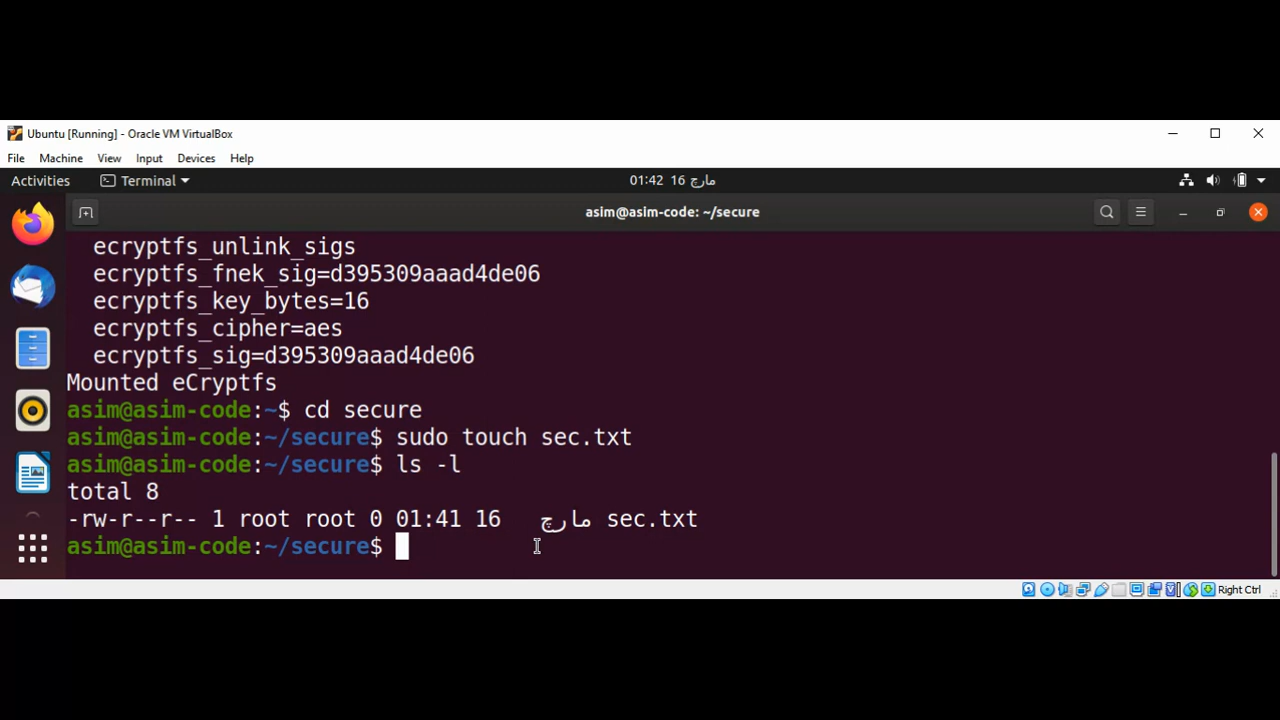 Ubuntu [Running] - Oracle VM VirtualBox
File Machine View Input Devices Help
Activities Terminal 01:42 16 مارچ
asim@asim-code: ~/secure
ecryptfs_unlink_sigs
ecryptfs_fnek_sig=d395309aaad4de06
ecryptfs_key_bytes=16
ecryptfs_cipher=aes
ecryptfs_sig=d395309aaad4de06
Mounted eCryptfs
asim@asim-code:~$ cd secure
asim@asim-code:~/secure$ sudo touch sec.txt
asim@asim-code:~/secure$ ls -l
total 8
-rw-r--r-- 1 root root 0 01:41 16 مارچ sec.txt
asim@asim-code:~/secure$
Right Ctrl